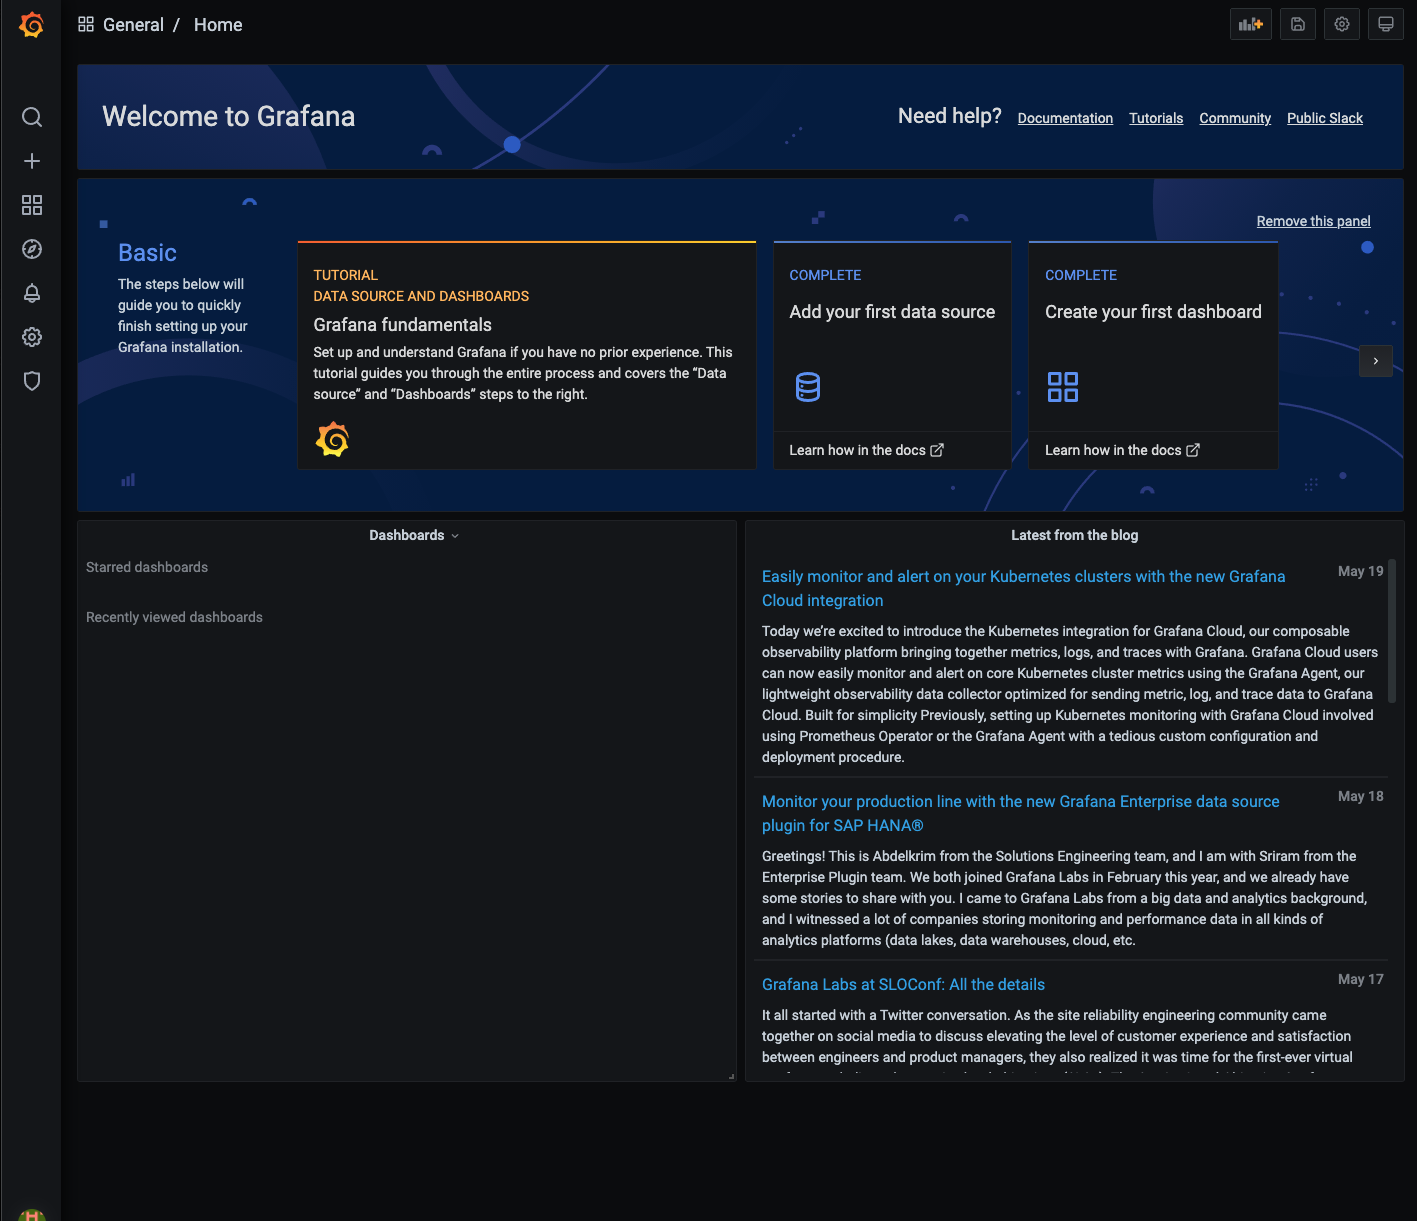 General / Home
Welcome to Grafana
Need help? Documentation Tutorials Community Public Slack
Remove this panel
Basic
The steps below will
guide you to quickly
finish setting up your
Grafana installation.
TUTORIAL
DATA SOURCE AND DASHBOARDS
Grafana fundamentals
Set up and understand Grafana if you have no prior experience. This
tutorial guides you through the entire process and covers the “Data
source” and “Dashboards” steps to the right.
COMPLETE
Add your first data source
Learn how in the docs
COMPLETE
Create your first dashboard
Learn how in the docs
Dashboards
Starred dashboards
Recently viewed dashboards
Latest from the blog
May 19
Easily monitor and alert on your Kubernetes clusters with the new Grafana
Cloud integration
Today we’re excited to introduce the Kubernetes integration for Grafana Cloud, our composable
observability platform bringing together metrics, logs, and traces with Grafana. Grafana Cloud users
can now easily monitor and alert on core Kubernetes cluster metrics using the Grafana Agent, our
lightweight observability data collector optimized for sending metric, log, and trace data to Grafana
Cloud. Built for simplicity Previously, setting up Kubernetes monitoring with Grafana Cloud involved
using Prometheus Operator or the Grafana Agent with a tedious custom configuration and
deployment procedure.
May 18
Monitor your production line with the new Grafana Enterprise data source
plugin for SAP HANA®
Greetings! This is Abdelkrim from the Solutions Engineering team, and I am with Sriram from the
Enterprise Plugin team. We both joined Grafana Labs in February this year, and we already have
some stories to share with you. I came to Grafana Labs from a big data and analytics background,
and I witnessed a lot of companies storing monitoring and performance data in all kinds of
analytics platforms (data lakes, data warehouses, cloud, etc.
May 17
Grafana Labs at SLOConf: All the details
It all started with a Twitter conversation. As the site reliability engineering community came
together on social media to discuss elevating the level of customer experience and satisfaction
between engineers and product managers, they also realized it was time for the first-ever virtual